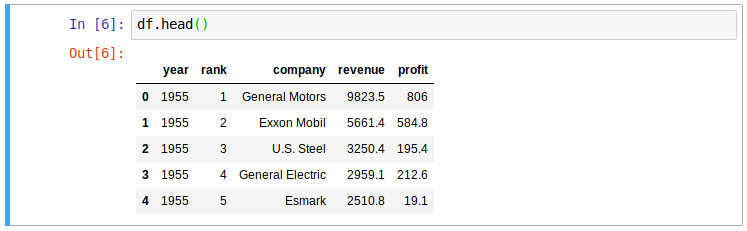 In [6]: df.head()
Out[6]:
year rank company revenue profit
0 1955 1 General Motors 9823.5 806
1 1955 2 Exxon Mobil 5661.4 584.8
2 1955 3 U.S. Steel 3250.4 195.4
3 1955 4 General Electric 2959.1 212.6
4 1955 5 Esmark 2510.8 19.1